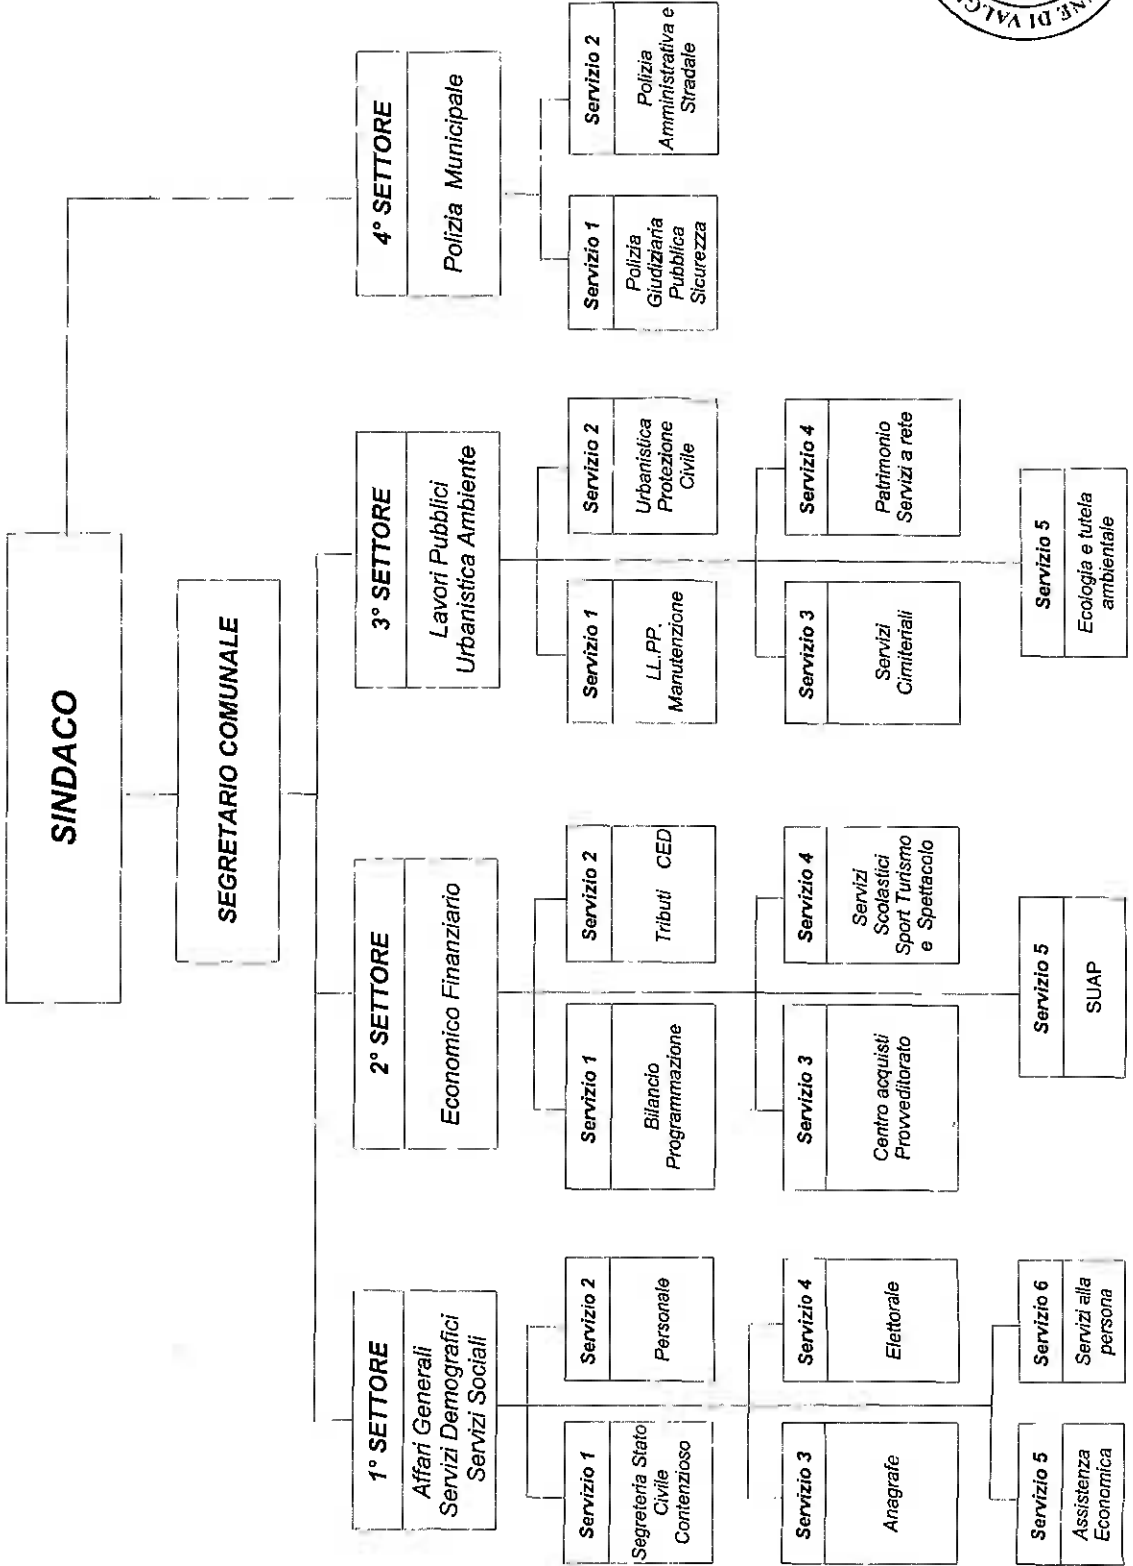 SINDACO
SEGRETARIO COMUNALE
1° SETTORE
Affari Generali
Servizi Demografici
Servizi Sociali
Servizio 1
Segreteria Stato
Civile
Contenzioso
Servizio 2
Personale
Servizio 3
Anagrafe
Servizio 4
Elettorale
Servizio 5
Assistenza
Economica
Servizio 6
Servizi alla
persona
2° SETTORE
Economico Finanziario
Servizio 1
Bilancio
Programmazione
Servizio 2
Tributi CED
Servizio 3
Centro acquisti
Provveditorato
Servizio 4
Servizi
Scolastici
Sport Turismo
e Spettacolo
Servizio 5
SUAP
3° SETTORE
Lavori Pubblici
Urbanistica Ambiente
Servizio 1
LL.PP.
Manutenzione
Servizio 2
Urbanistica
Protezione
Civile
Servizio 3
Servizi
Cimiteriali
Servizio 4
Patrimonio
Servizi a rete
Servizio 5
Ecologia e tutela
ambientale
4° SETTORE
Polizia Municipale
Servizio 1
Polizia
Giudiziaria
Pubblica
Sicurezza
Servizio 2
Polizia
Amministrativa e
Stradale
DI